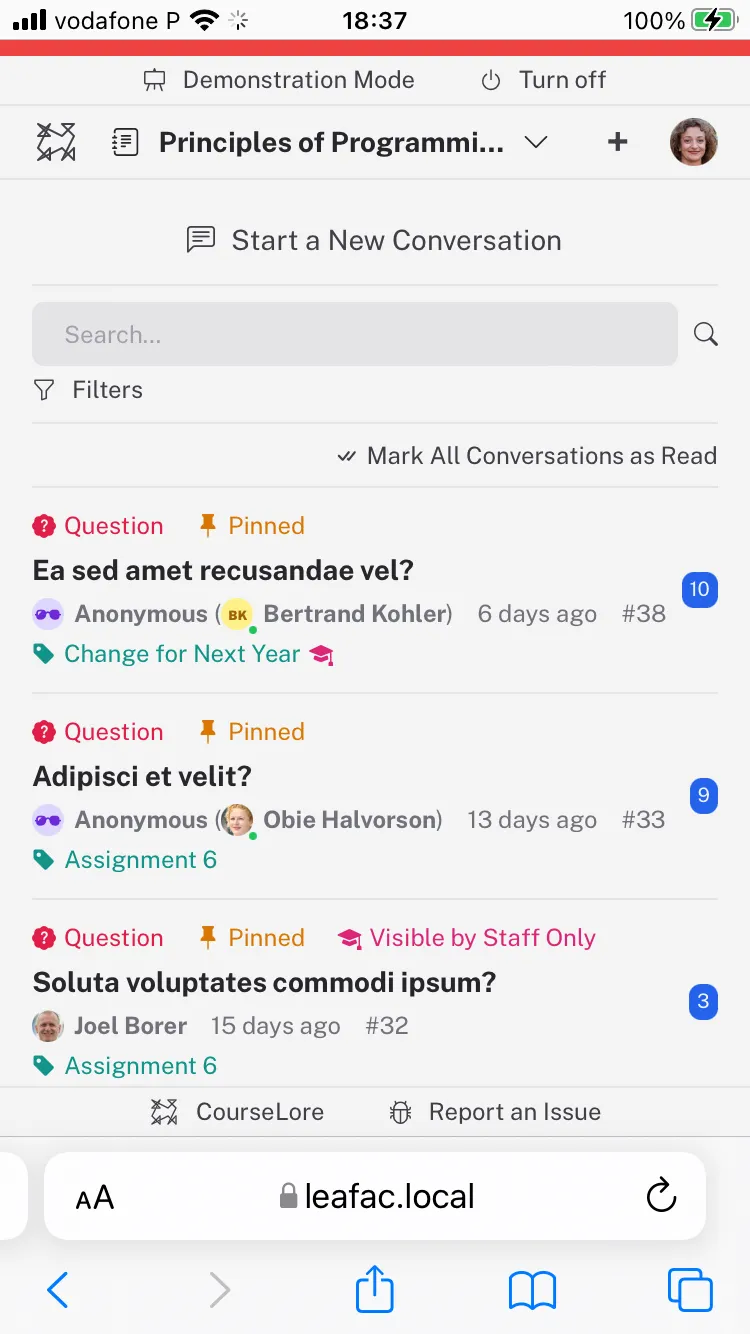 vodafone P 18:37 100%
Demonstration Mode Turn off
Principles of Programmi...
Start a New Conversation
Search...
Filters
Mark All Conversations as Read
Question Pinned
Ea sed amet recusandae vel?
10
Anonymous (BK Bertrand Kohler) 6 days ago #38
Change for Next Year
Question Pinned
Adipisci et velit?
9
Anonymous (Obie Halvorson) 13 days ago #33
Assignment 6
Question Pinned Visible by Staff Only
Soluta voluptates commodi ipsum?
3
Joel Borer 15 days ago #32
Assignment 6
CourseLore Report an Issue
AA leafac.local